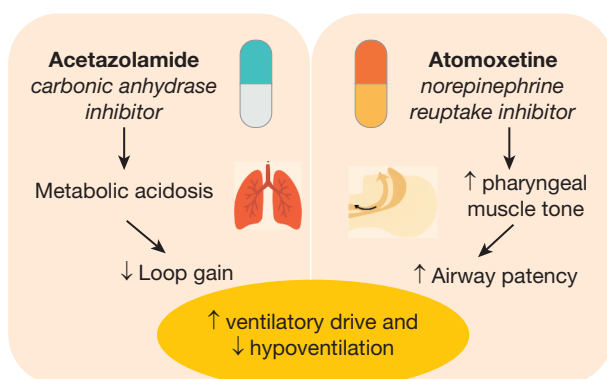 Acetazolamide
carbonic anhydrase
inhibitor
Metabolic acidosis
↓ Loop gain
Atomoxetine
norepinephrine
reuptake inhibitor
↑ pharyngeal
muscle tone
↑ Airway patency
↑ ventilatory drive and
↓ hypoventilation